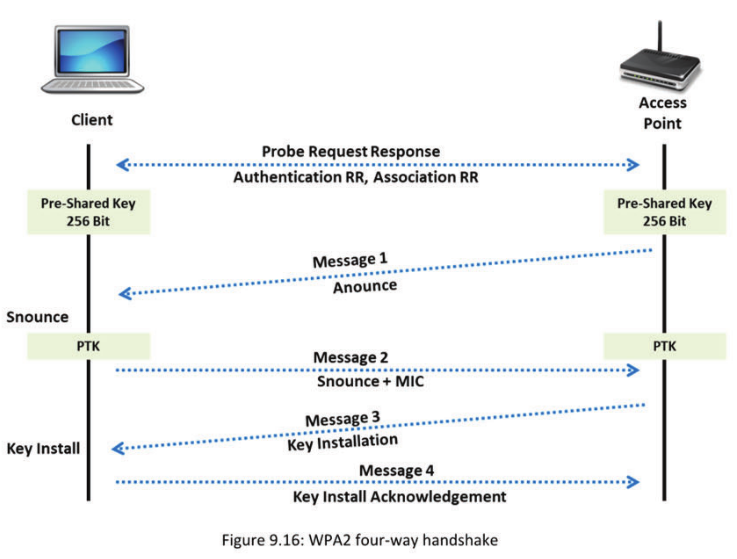 Client
Access
Point
Probe Request Response
Authentication RR, Association RR
Pre-Shared Key
256 Bit
Pre-Shared Key
256 Bit
Message 1
Anounce
Snounce
PTK
PTK
Message 2
Snounce + MIC
Message 3
Key Installation
Key Install
Message 4
Key Install Acknowledgement
Figure 9.16: WPA2 four-way handshake